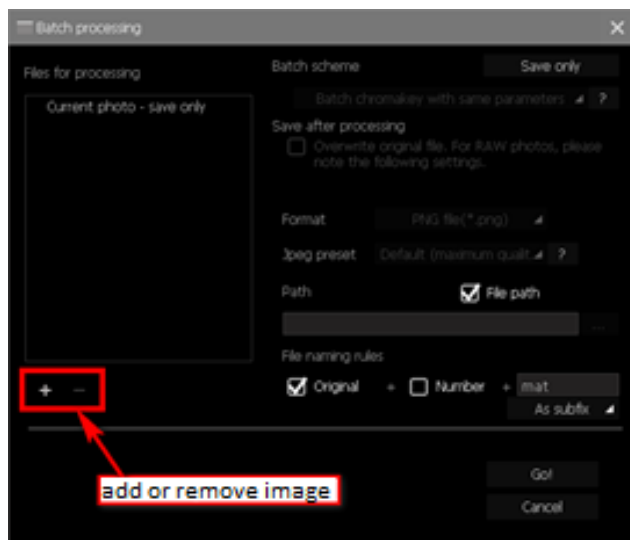 Batch processing
Files for processing
Current photo - save only
Batch scheme
Save only
Batch chromakey with same parameters
?
Save after processing
Overwrite original file. For RAW photos, please
note the following settings.
Format
PNG file(*.png)
Jpeg preset
Default (maximum qualit
?
Path
File path
...
File naming rules
Original + Number + mat
As subfix
+ −
add or remove image
Go!
Cancel